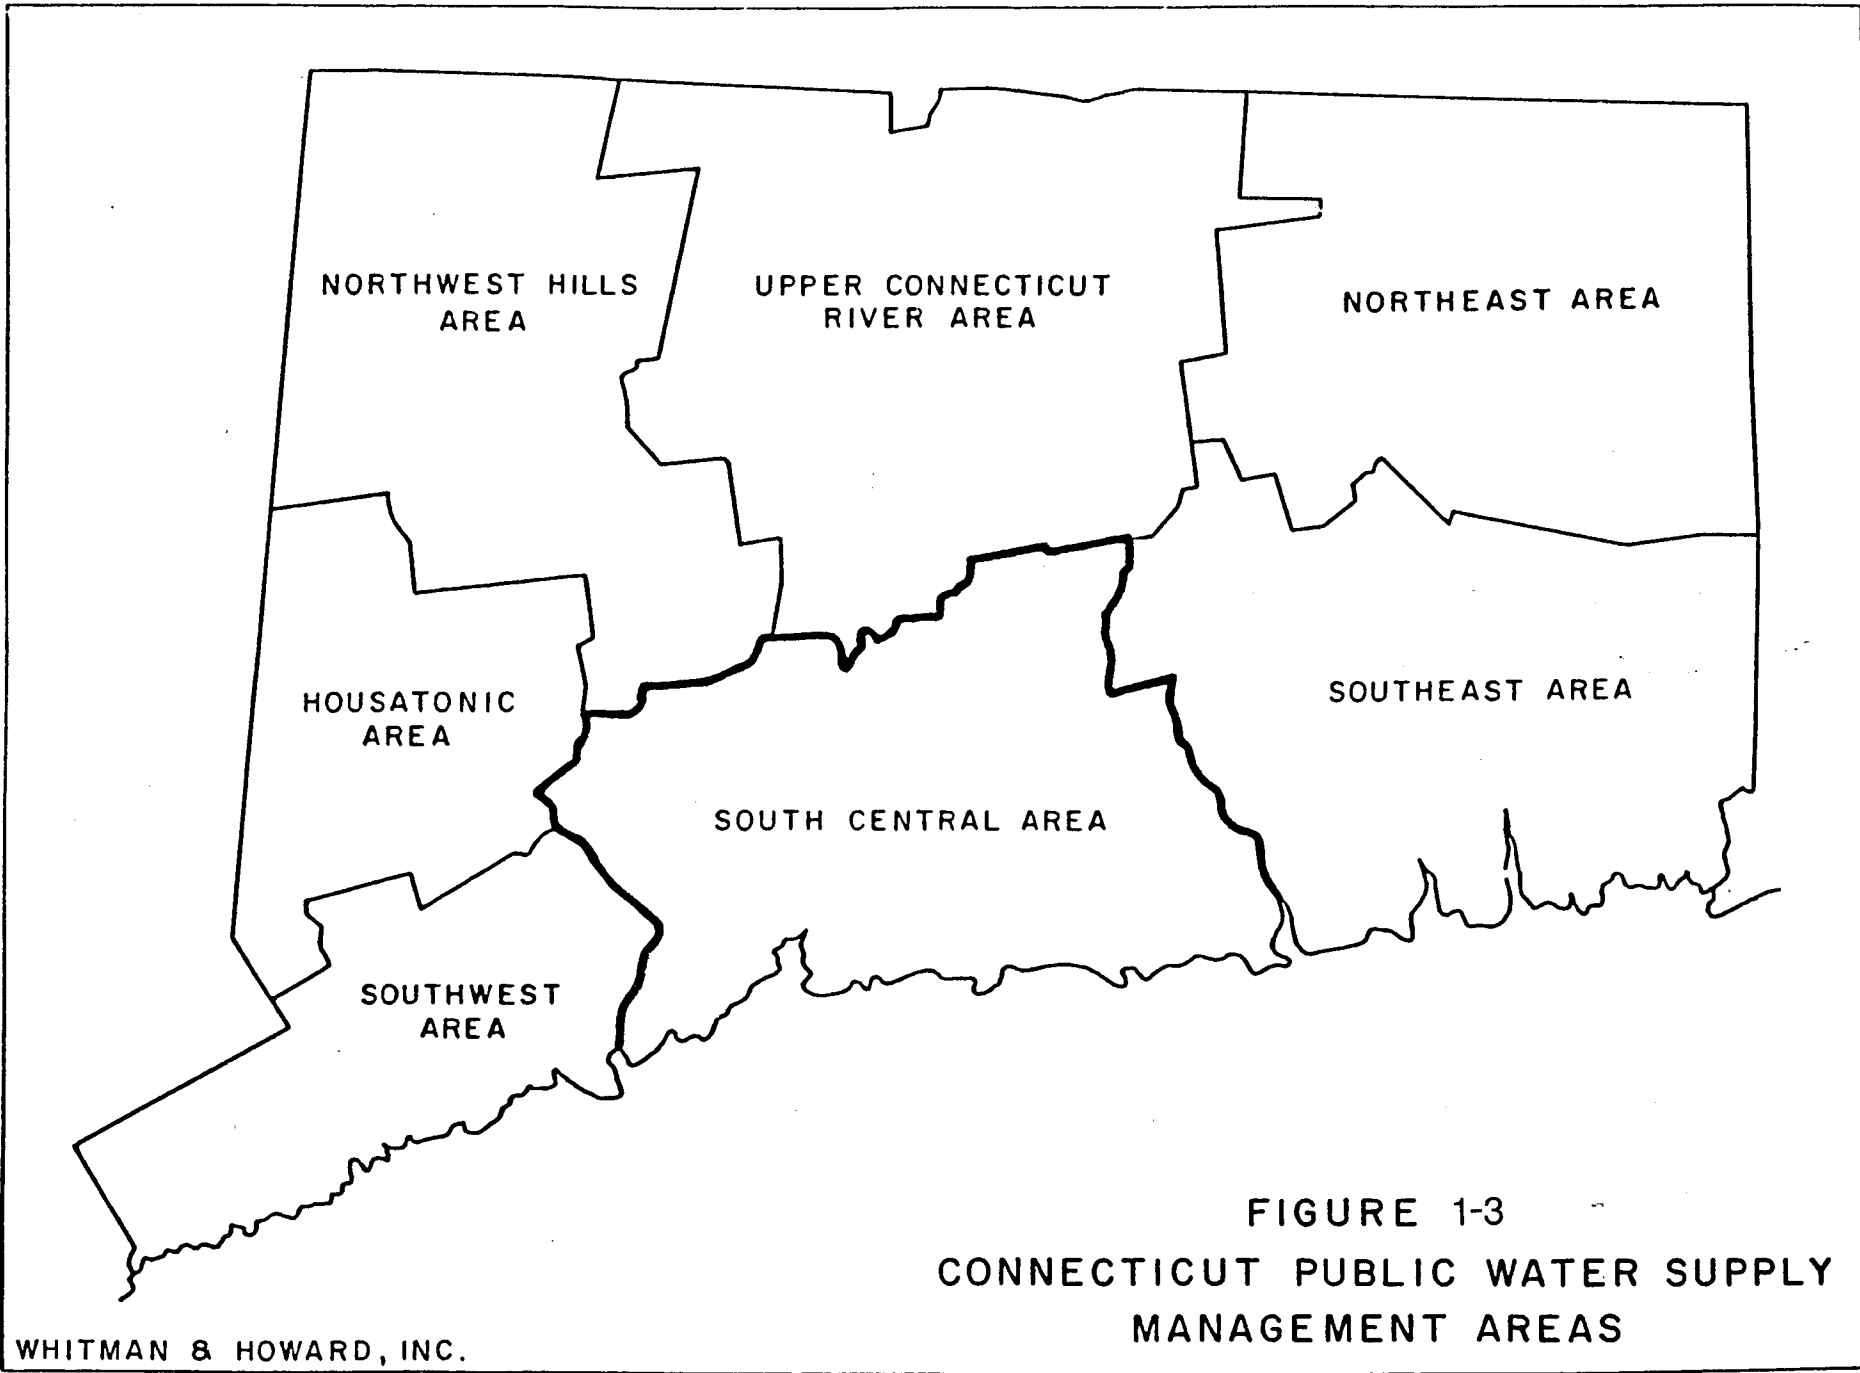 NORTHWEST HILLS
AREA
UPPER CONNECTICUT
RIVER AREA
NORTHEAST AREA
HOUSATONIC
AREA
SOUTHEAST AREA
SOUTH CENTRAL AREA
SOUTHWEST
AREA
FIGURE 1-3
CONNECTICUT PUBLIC WATER SUPPLY
MANAGEMENT AREAS
WHITMAN & HOWARD, INC.